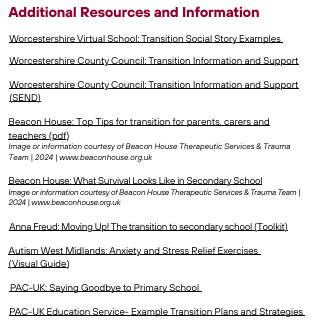 Additional Resources and Information
Worcestershire Virtual School: Transition Social Story Examples
Worcestershire County Council: Transition Information and Support
Worcestershire County Council: Transition Information and Support
(SEND)
Beacon House: Top Tips for transition for parents, carers and
teachers (pdf)
Image or information courtesy of Beacon House Therapeutic Services & Trauma
Team | 2024 | www.beaconhouse.org.uk
Beacon House: What Survival Looks Like in Secondary School
Image or information courtesy of Beacon House Therapeutic Services & Trauma Team |
2024 | www.beaconhouse.org.uk
Anna Freud: Moving Up! The transition to secondary school (Toolkit)
Autism West Midlands: Anxiety and Stress Relief Exercises
(Visual Guide)
PAC-UK: Saying Goodbye to Primary School
PAC-UK Education Service- Example Transition Plans and Strategies